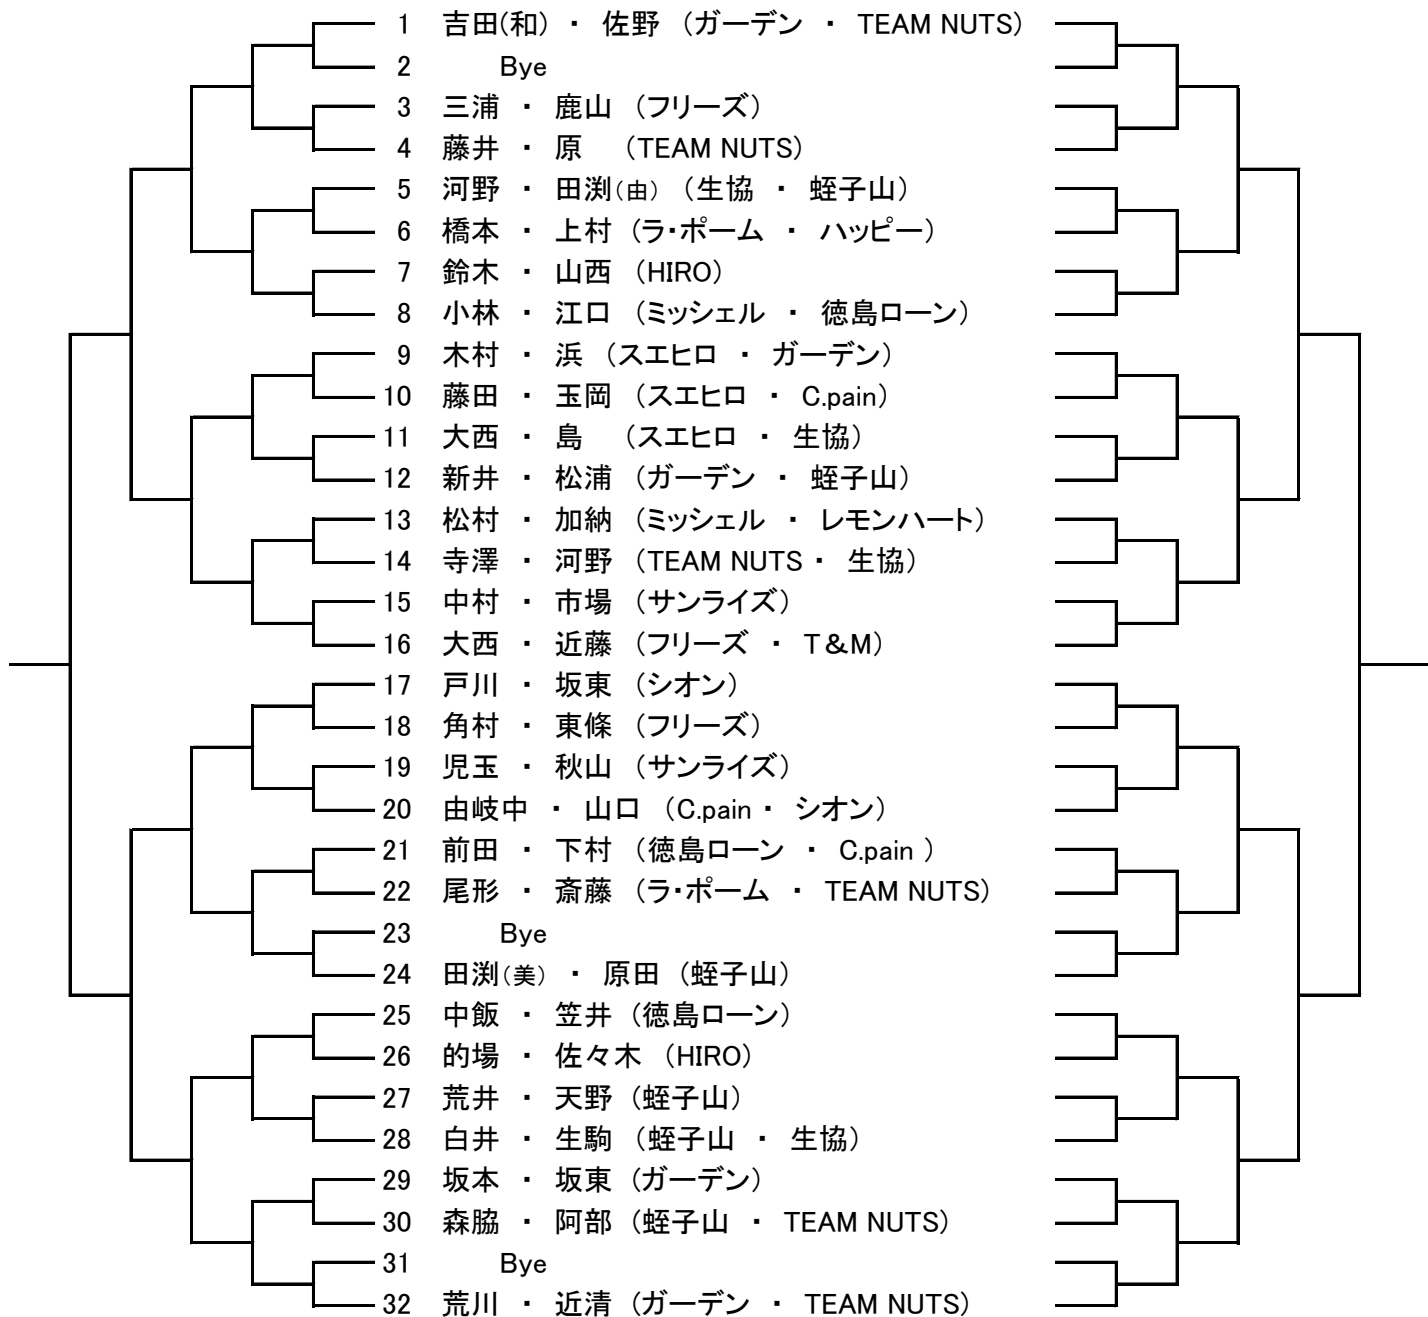 1 吉田(和) ・ 佐野 (ガーデン ・ TEAM NUTS)
2 Bye
3 三浦 ・ 鹿山 (フリーズ)
4 藤井 ・ 原 (TEAM NUTS)
5 河野 ・ 田渕(由) (生協 ・ 蛭子山)
6 橋本 ・ 上村 (ラ・ポーム ・ ハッピー)
7 鈴木 ・ 山西 (HIRO)
8 小林 ・ 江口 (ミッシェル ・ 徳島ローン)
9 木村 ・ 浜 (スエヒロ ・ ガーデン)
10 藤田 ・ 玉岡 (スエヒロ ・ C.pain)
11 大西 ・ 島 (スエヒロ ・ 生協)
12 新井 ・ 松浦 (ガーデン ・ 蛭子山)
13 松村 ・ 加納 (ミッシェル ・ レモンハート)
14 寺澤 ・ 河野 (TEAM NUTS ・ 生協)
15 中村 ・ 市場 (サンライズ)
16 大西 ・ 近藤 (フリーズ ・ T&M)
17 戸川 ・ 坂東 (シオン)
18 角村 ・ 東條 (フリーズ)
19 児玉 ・ 秋山 (サンライズ)
20 由岐中 ・ 山口 (C.pain ・ シオン)
21 前田 ・ 下村 (徳島ローン ・ C.pain )
22 尾形 ・ 斎藤 (ラ・ポーム ・ TEAM NUTS)
23 Bye
24 田渕(美) ・ 原田 (蛭子山)
25 中飯 ・ 笠井 (徳島ローン)
26 的場 ・ 佐々木 (HIRO)
27 荒井 ・ 天野 (蛭子山)
28 白井 ・ 生駒 (蛭子山 ・ 生協)
29 坂本 ・ 坂東 (ガーデン)
30 森脇 ・ 阿部 (蛭子山 ・ TEAM NUTS)
31 Bye
32 荒川 ・ 近清 (ガーデン ・ TEAM NUTS)